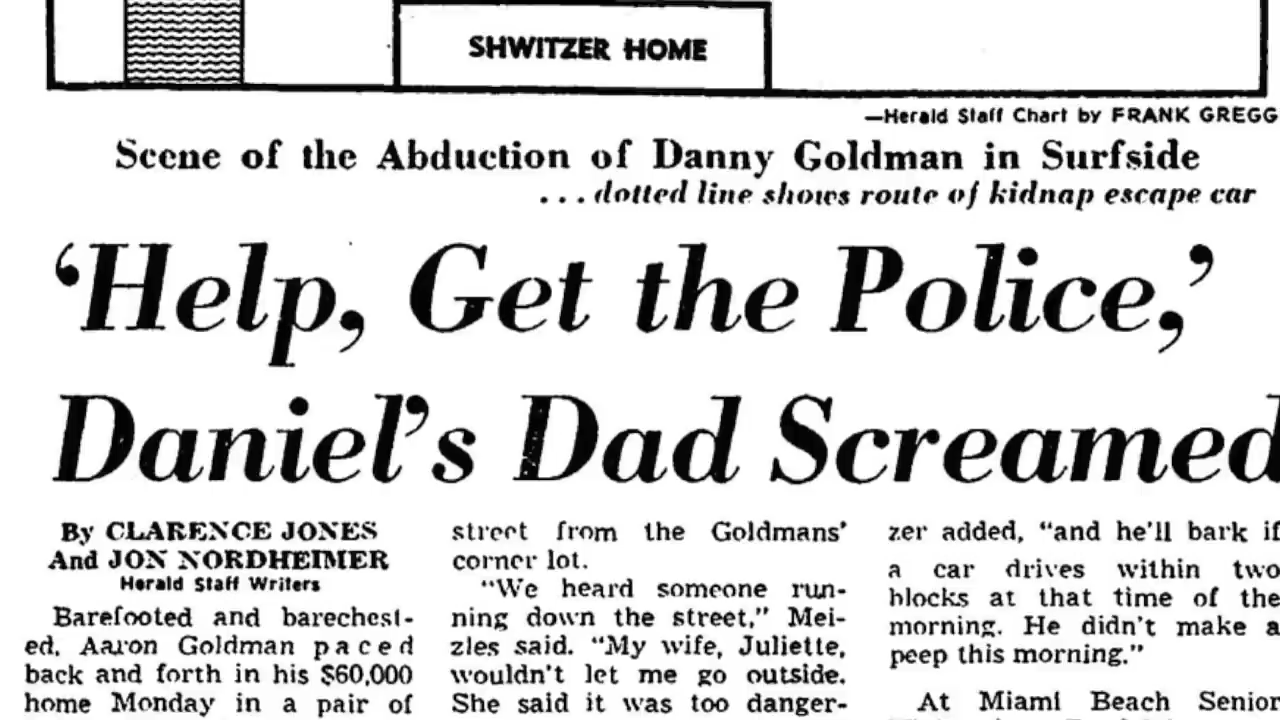 SHWITZER HOME
—Herald Staff Chart by FRANK GREGG
Scene of the Abduction of Danny Goldman in Surfside
...dotted line shows route of kidnap escape car
‘Help, Get the Police,’
Daniel’s Dad Screamed
By CLARENCE JONES
And JON NORDHEIMER
Herald Staff Writers
Barefooted and barechest-
ed, Aaron Goldman paced
back and forth in his $60,000
home Monday in a pair of
street from the Goldmans’
corner lot.
“We heard someone run-
ning down the street,” Mei-
zles said. “My wife, Juliette,
wouldn’t let me go outside.
She said it was too danger-
zer added, “and he’ll bark if
a car drives within two
blocks at that time of the
morning. He didn’t make a
peep this morning.”
At Miami Beach Senior